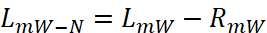 L_{mW-N} = L_{mW} − R_{mW}